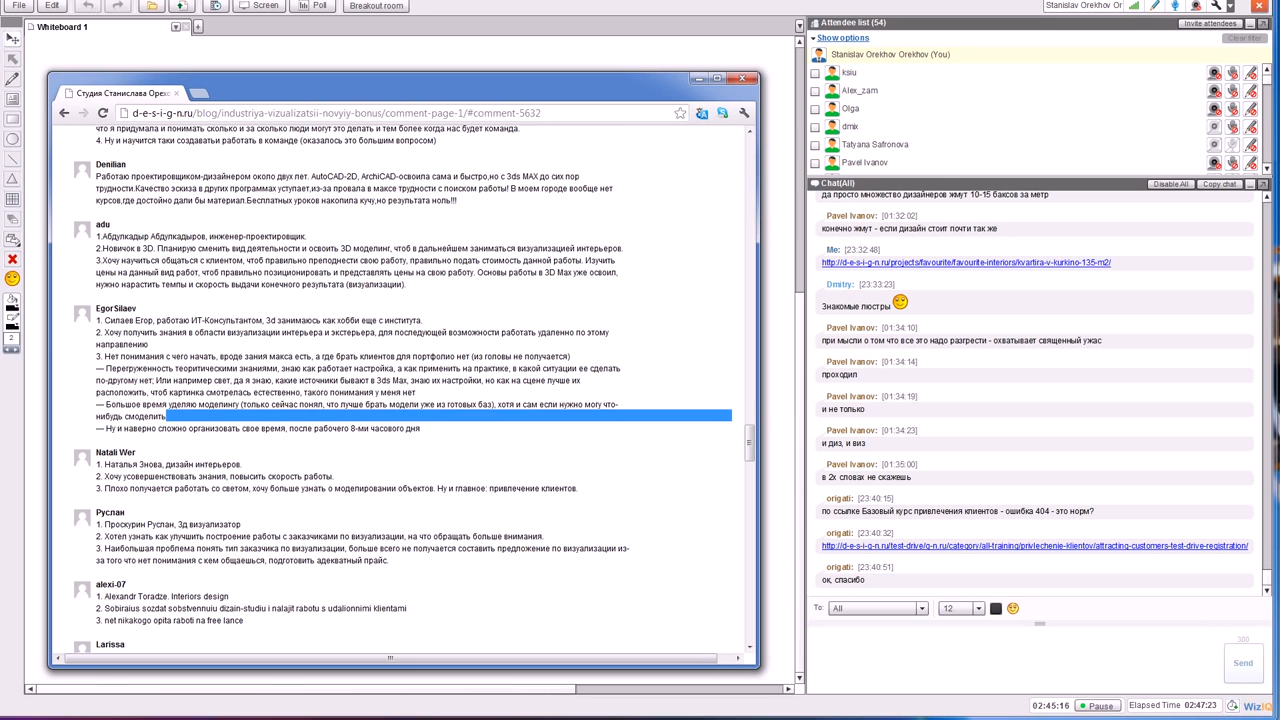 File Edit Screen Poll Breakout room Stanislav Orekhov Or
Whiteboard 1
Attendee list (54) Invite attendees
Show options Clear filter
Stanislav Orekhov Orekhov (You)
ksiu
Alex_zam
Olga
dmix
Tatyana Safronova
Pavel Ivanov
Студия Станислава Орехо
d-e-s-i-g-n.ru/blog/industriya-vizualizatsii-novyiy-bonus/comment-page-1/#comment-5632
что я придумала и понимать сколько и за сколько люди могут это делать и тем более когда нас будет команда.
4. Ну и научится таки создавать и работать в команде (оказалось это большим вопросом)
Denilian
Работаю проектировщиком-дизайнером около двух лет. AutoCAD-2D, ArchiCAD-освоила сама и быстро,но с 3ds MAX до сих пор
трудности.Качество эскиза в других программах уступает,из-за провала в максе трудности с поиском работы! В моем городе вообще нет
курсов,где достойно дали бы материал.Бесплатных уроков накопила кучу,но результата ноль!!!
adu
1.Абдулкадыр Абдулкадыров, инженер-проектировщик.
2.Новичок в 3D. Планирую сменить вид деятельности и освоить 3D моделинг, чтоб в дальнейшем заниматься визуализацией интерьеров.
3.Хочу научиться общаться с клиентом, чтоб правильно преподнести свою работу, правильно подать стоимость данной работы. Изучить
цены на данный вид работ, чтоб правильно позиционировать и представлять цены на свою работу. Основы работы в 3D Max уже освоил,
нужно нарастить темпы и скорость выдачи конечного результата (визуализации).
EgorSilaev
1. Силаев Егор, работаю ИТ-Консультантом, 3d занимаюсь как хобби еще с института.
2. Хочу получить знания в области визуализации интерьера и экстерьера, для последующей возможности работать удаленно по этому
направлению
3. Нет понимания с чего начать, вроде зания макса есть, а где брать клиентов для портфолио нет (из головы не получается)
— Перегруженность теоритическими знаниями, знаю как работает настройка, а как применить на практике, в какой ситуации ее сделать
по-другому нет; Или например свет, да я знаю, какие источники бывают в 3ds Max, знаю их настройки, но как на сцене лучше их
расположить, чтоб картинка смотрелась естественно, такого понимания у меня нет
— Большое время уделяю моделингу (только сейчас понял, что лучше брать модели уже из готовых баз), хотя и сам если нужно могу что-
нибудь смоделить
— Ну и наверно сложно организовать свое время, после рабочего 8-ми часового дня
Natali Wer
1. Наталья Знова, дизайн интерьеров.
2. Хочу усовершенствовать знания, повысить скорость работы.
3. Плохо получается работать со светом, хочу больше узнать о моделировании объектов. Ну и главное: привлечение клиентов.
Руслан
1. Проскурин Руслан, 3д визуализатор
2. Хотел узнать как улучшить построение работы с заказчиками по визуализации, на что обращать больше внимания.
3. Наибольшая проблема понять тип заказчика по визуализации, больше всего не получается составить предложение по визуализации из-
за того что нет понимания с кем общаешься, подготовить адекватный прайс.
alexi-07
1. Alexandr Toradze. Interiors design
2. Sobiraius sozdat sobstvennuiu dizain-studiu i nalajit rabotu s udalionnimi klientami
3. net nikakogo opita raboti na free lance
Larissa
Chat(All) Disable All Copy chat
да просто множество дизайнеров жмут 10-15 баксов за метр
Pavel Ivanov: [01:32:02]
конечно жмут - если дизайн стоит почти так же
Me: [23:32:48]
http://d-e-s-i-g-n.ru/projects/favourite/favourite-interiors/kvartira-v-kurkino-135-m2/
Dmitry: [23:33:23]
Знакомые люстры
Pavel Ivanov: [01:34:10]
при мысли о том что все это надо разгрести - охватывает священный ужас
Pavel Ivanov: [01:34:14]
проходил
Pavel Ivanov: [01:34:19]
и не только
Pavel Ivanov: [01:34:23]
и диз, и виз
Pavel Ivanov: [01:35:00]
в 2х словах не скажешь
origati: [23:40:15]
по ссылке Базовый курс привлечения клиентов - ошибка 404 - это норм?
origati: [23:40:32]
http://d-e-s-i-g-n.ru/test-drive/g-n.ru/category/all-training/privlechenie-klientov/attracting-customers-test-drive-registration/
origati: [23:40:51]
ок, спасибо
To: All 12
300
Send
2
02:45:16 Pause Elapsed Time 02:47:23 WizIQ